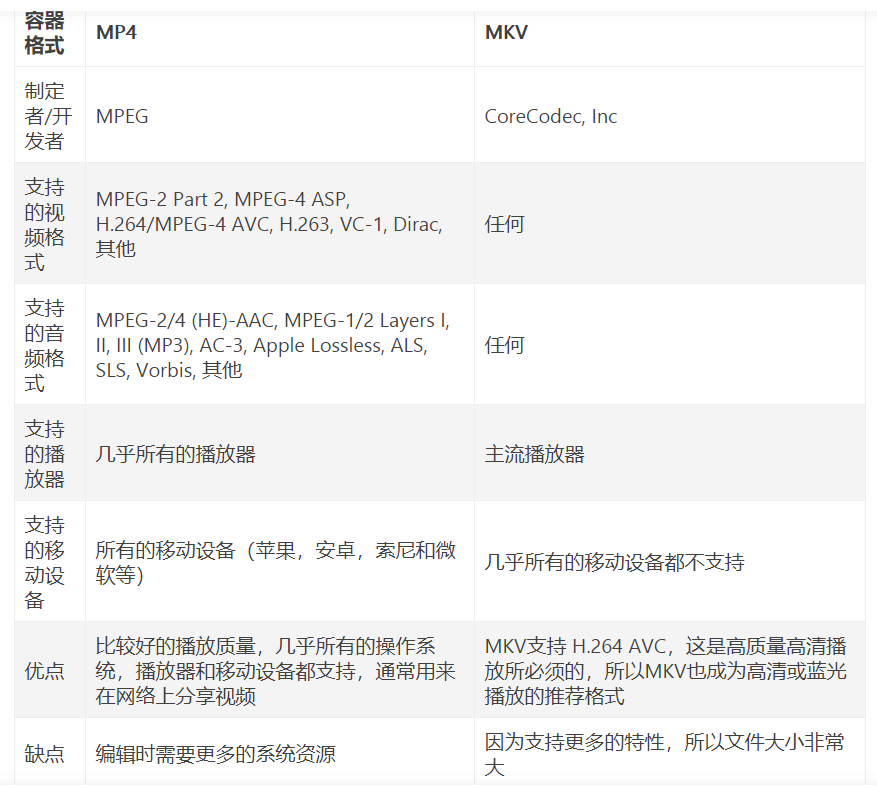 容器
格式
MP4
MKV
制定
者/开
发者
MPEG
CoreCodec, Inc
支持
的视
频格
式
MPEG-2 Part 2, MPEG-4 ASP,
H.264/MPEG-4 AVC, H.263, VC-1, Dirac,
其他
任何
支持
的音
频格
式
MPEG-2/4 (HE)-AAC, MPEG-1/2 Layers I,
II, III (MP3), AC-3, Apple Lossless, ALS,
SLS, Vorbis, 其他
任何
支持
的播
放器
几乎所有的播放器
主流播放器
支持
的移
动设
备
所有的移动设备（苹果，安卓，索尼和微
软等）
几乎所有的移动设备都不支持
优点
比较好的播放质量，几乎所有的操作系
统，播放器和移动设备都支持，通常用来
在网络上分享视频
MKV支持 H.264 AVC，这是高质量高清播
放所必须的，所以MKV也成为高清或蓝光
播放的推荐格式
缺点
编辑时需要更多的系统资源
因为支持更多的特性，所以文件大小非常
大